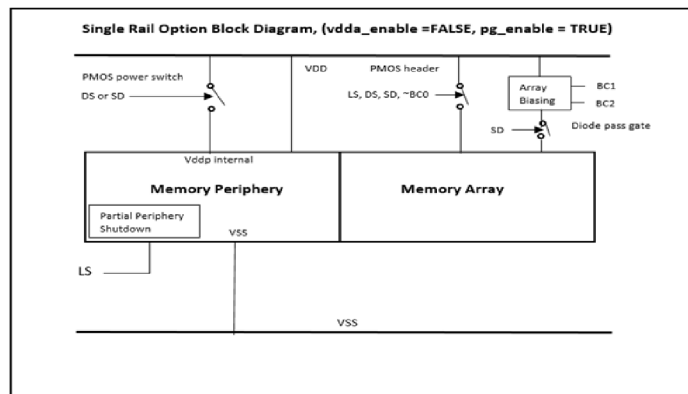 Single Rail Option Block Diagram, (vdda_enable =FALSE, pg_enable = TRUE)
PMOS power switch
DS or SD
VDD
PMOS header
LS, DS, SD, ~BC0
Array
Biasing
BC1
BC2
SD
Diode pass gate
Vddp internal
Memory Periphery
Memory Array
Partial Periphery
Shutdown
VSS
LS
VSS